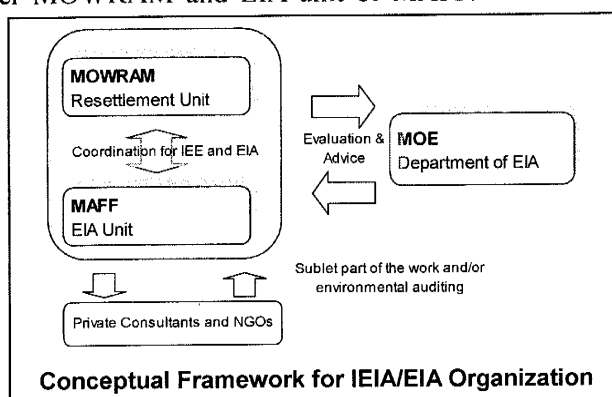 MOWRAM and EIA unit of
MOWRAM
Resettlement Unit
Coordination for IEE and EIA
MAFF
EIA Unit
Evaluation &
Advice
MOE
Department of EIA
Sublet part of the work and/or
environmental auditing
Private Consultants and NGOs
Conceptual Framework for IEIA/EIA Organization